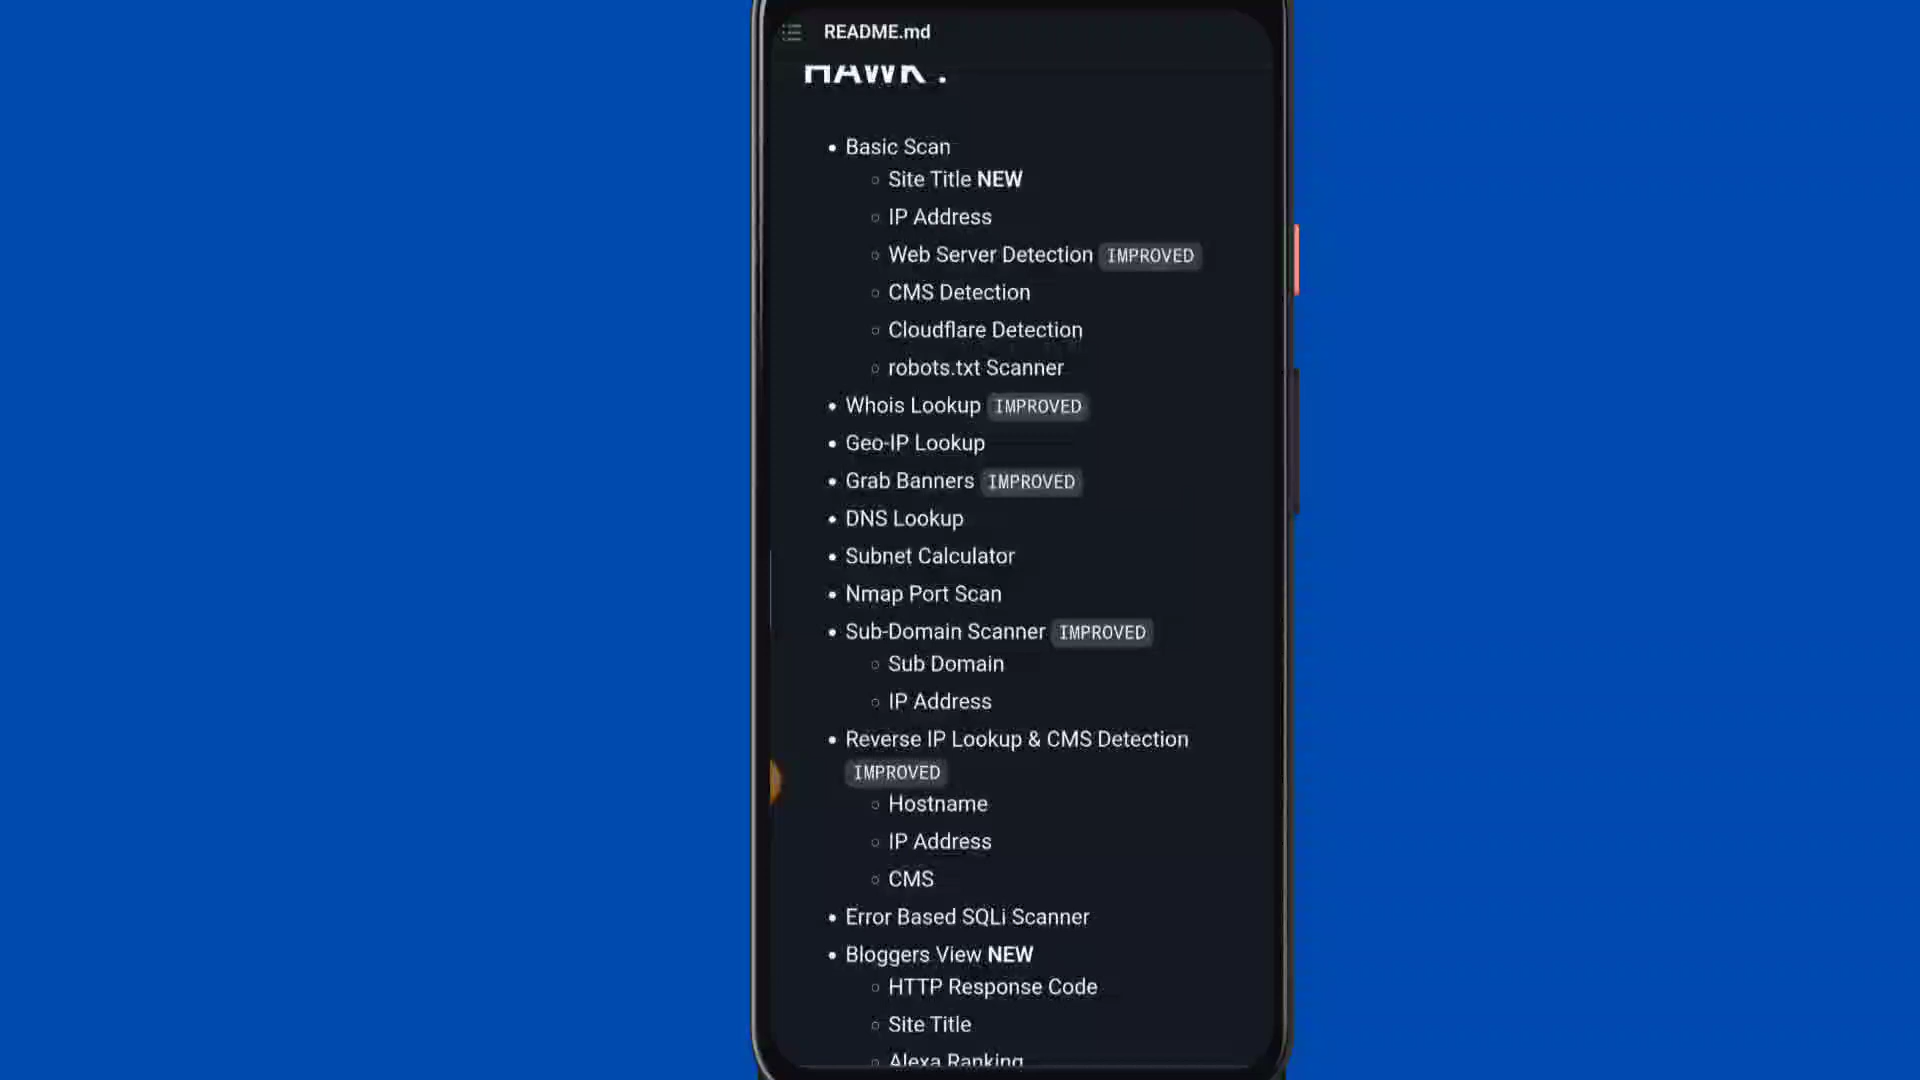 README.md
HAWK .
Basic Scan
Site Title NEW
IP Address
Web Server Detection IMPROVED
CMS Detection
Cloudflare Detection
robots.txt Scanner
Whois Lookup IMPROVED
Geo-IP Lookup
Grab Banners IMPROVED
DNS Lookup
Subnet Calculator
Nmap Port Scan
Sub-Domain Scanner IMPROVED
Sub Domain
IP Address
Reverse IP Lookup & CMS Detection
IMPROVED
Hostname
IP Address
CMS
Error Based SQLi Scanner
Bloggers View NEW
HTTP Response Code
Site Title
Alexa Ranking